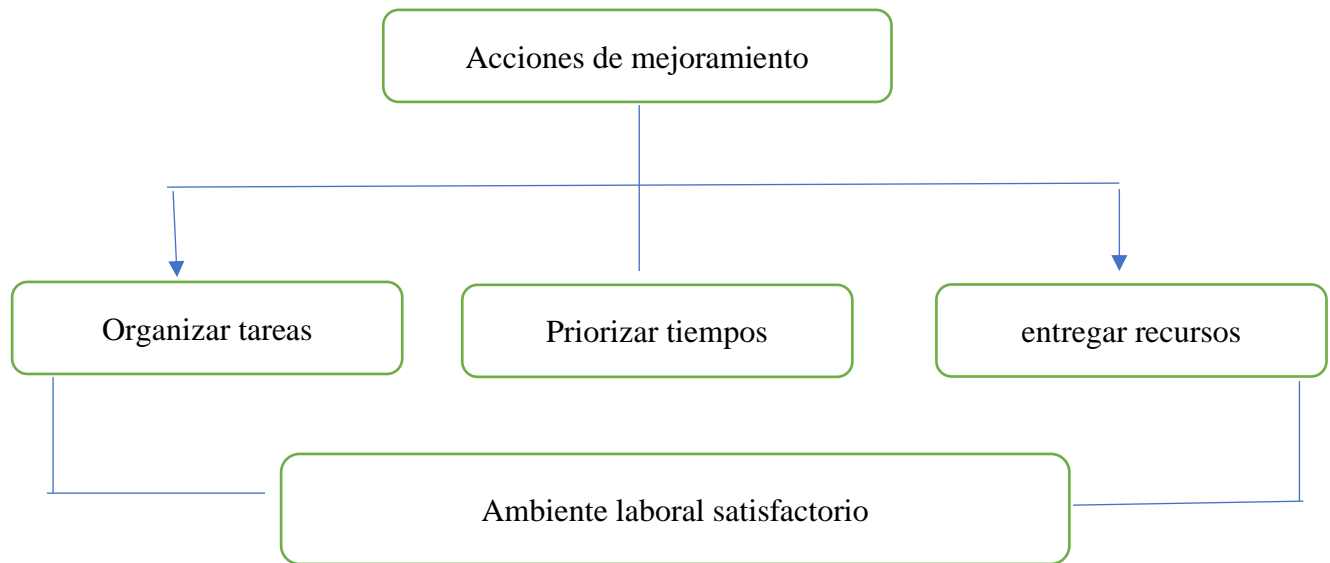 Acciones de mejoramiento
Organizar tareas
Priorizar tiempos
entregar recursos
Ambiente laboral satisfactorio